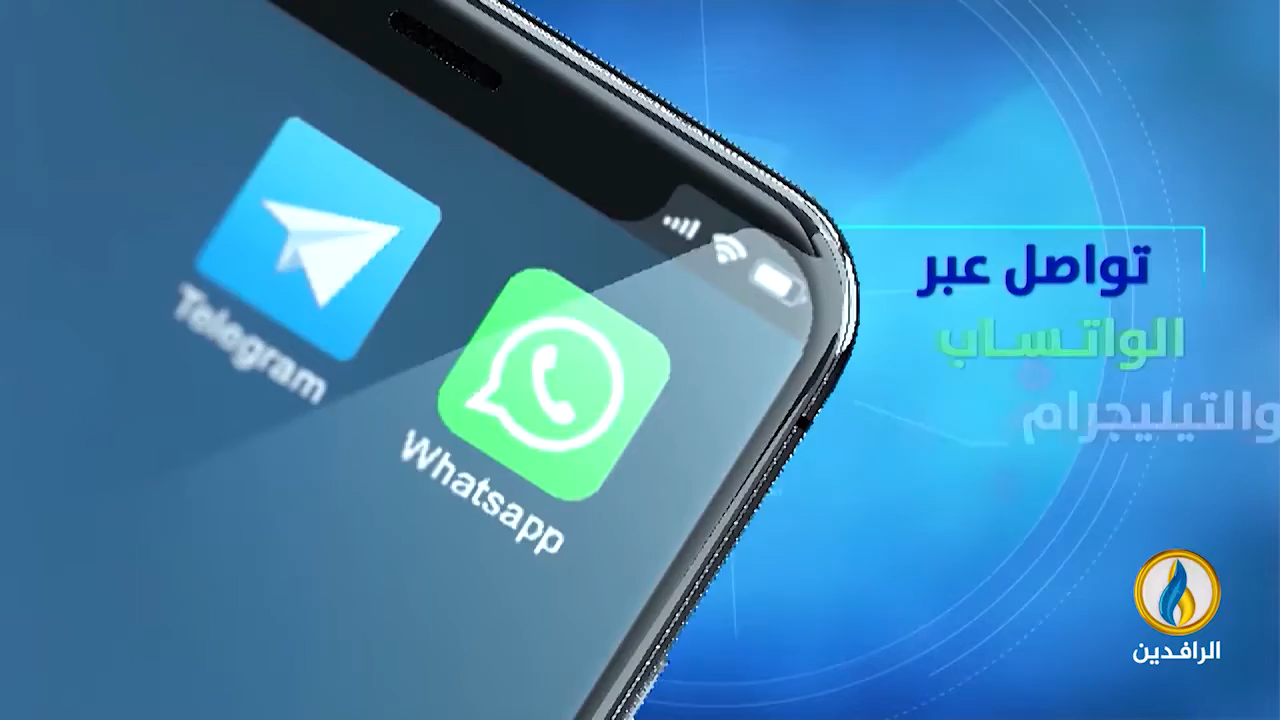 Telegram
Whatsapp
تواصل عبر
الواتساب
والتيليجرام
الرافدين